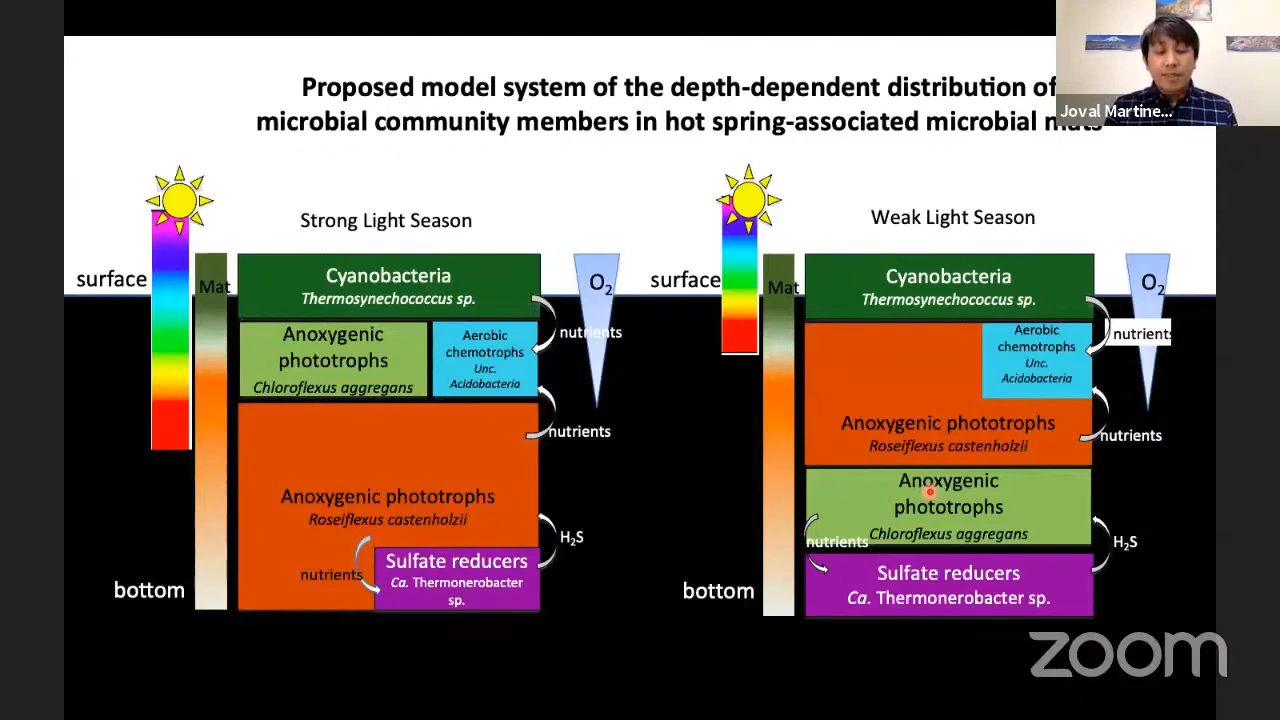 Joval Martine...
Proposed model system of the depth-dependent distribution of
microbial community members in hot spring-associated microbial mats
Strong Light Season
surface
Mat
Cyanobacteria
Thermosynechococcus sp.
O2
nutrients
Anoxygenic
phototrophs
Chloroflexus aggregans
Aerobic
chemotrophs
Unc.
Acidobacteria
nutrients
Anoxygenic phototrophs
Roseiflexus castenholzii
H2S
nutrients
Sulfate reducers
Ca. Thermonerobacter
sp.
bottom
Weak Light Season
surface
Mat
Cyanobacteria
Thermosynechococcus sp.
O2
nutrients
Aerobic
chemotrophs
Unc.
Acidobacteria
Anoxygenic phototrophs
Roseiflexus castenholzii
nutrients
Anoxygenic
phototrophs
Chloroflexus aggregans
nutrients
H2S
Sulfate reducers
Ca. Thermonerobacter sp.
bottom
zoom